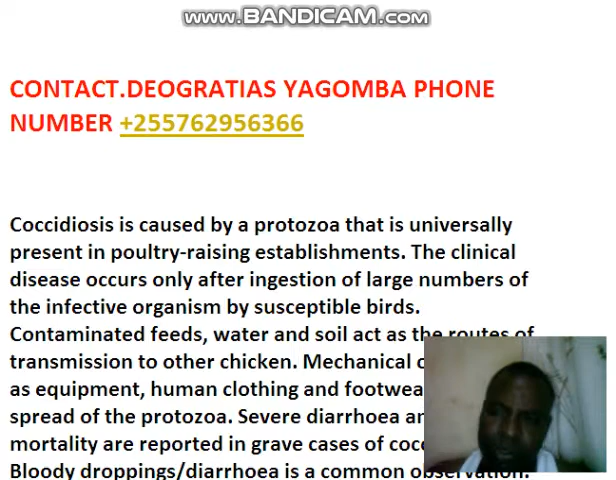 www.BANDICAM.com
CONTACT.DEOGRATIAS YAGOMBA PHONE
NUMBER +255762956366
Coccidiosis is caused by a protozoa that is universally
present in poultry-raising establishments. The clinical
disease occurs only after ingestion of large numbers of
the infective organism by susceptible birds.
Contaminated feeds, water and soil act as the routes of
transmission to other chicken. Mechanical
as equipment, human clothing and
spread of the protozoa. Severe diarrhoea
mortality are reported in grave cases of
Bloody droppings/diarrhoea is a common observation.